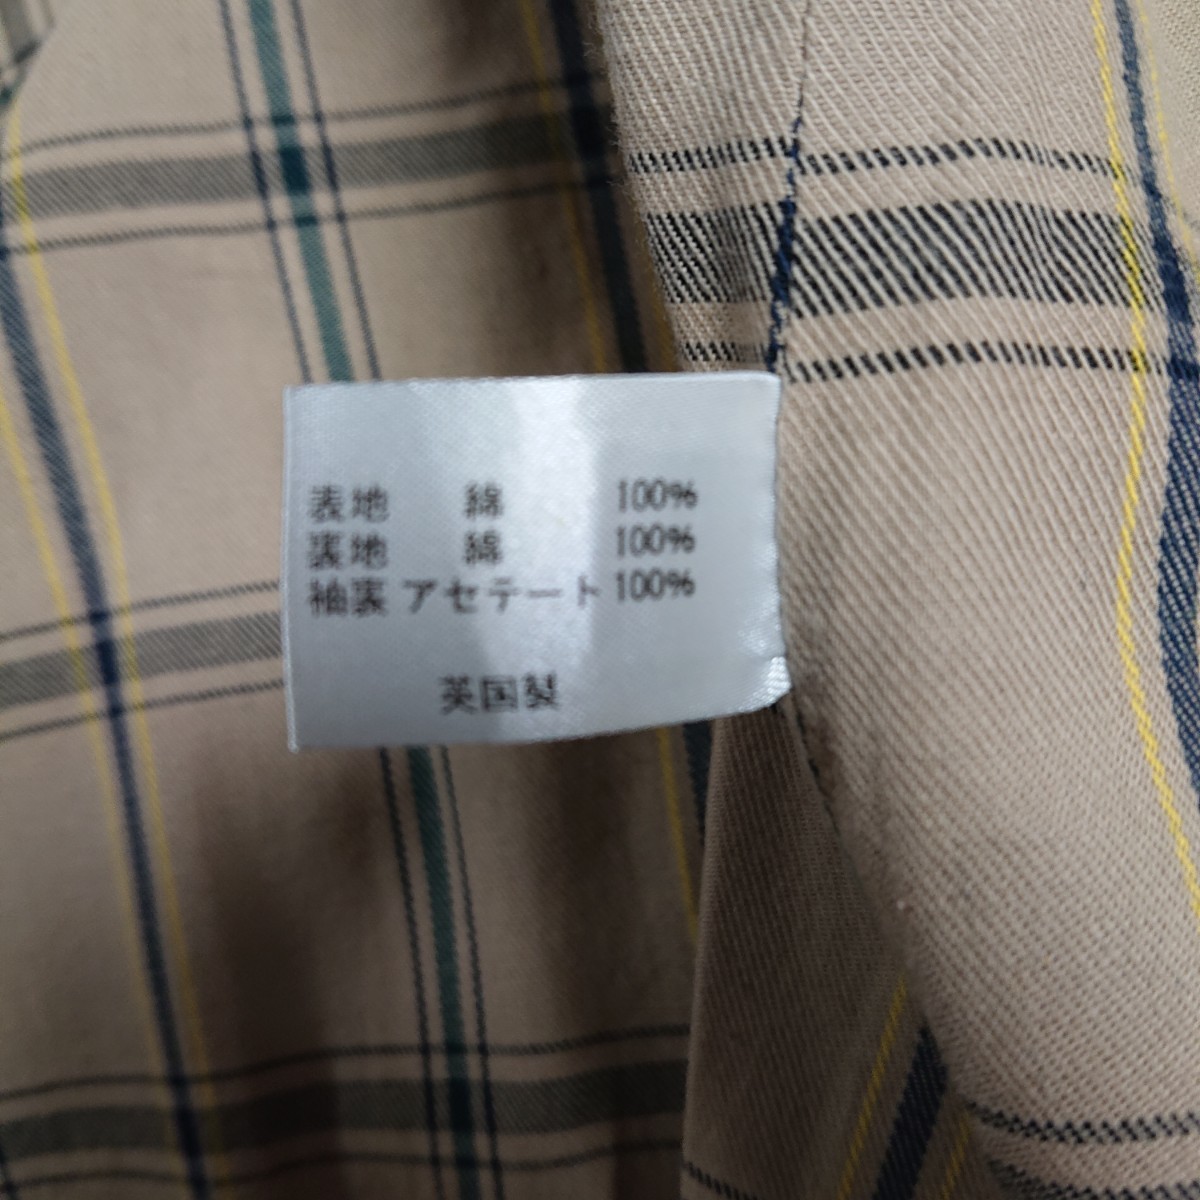 表地 綿 100%
裏地 綿 100%
袖裏 アセテート 100%
英国製